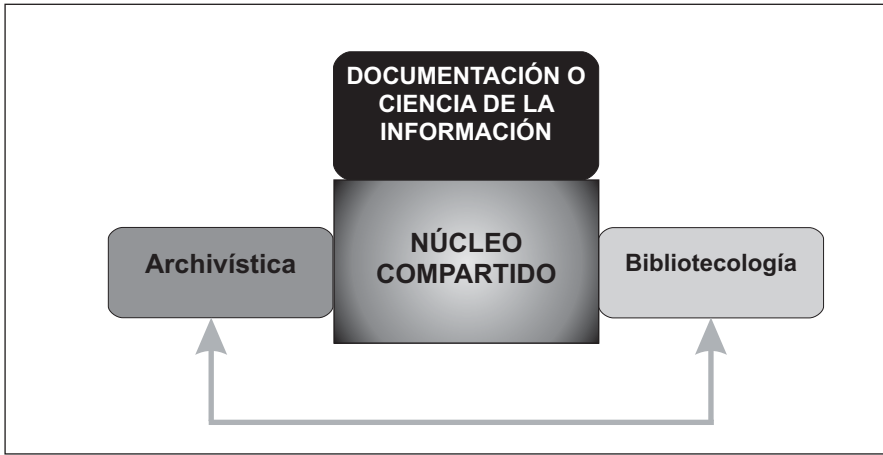 DOCUMENTACIÓN O
CIENCIA DE LA
INFORMACIÓN
NÚCLEO
COMPARTIDO
Archivística
Bibliotecología